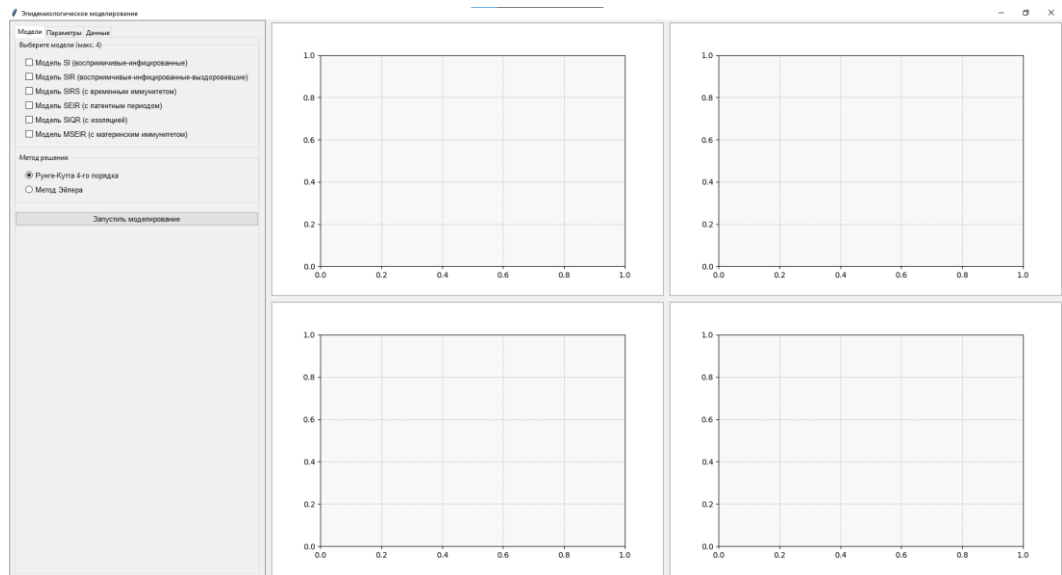 Эпидемиологическое моделирование
Модели Параметры Данные
Выберите модели (макс. 4)
Модель SI (восприимчивые-инфицированные)
Модель SIR (восприимчивые-инфицированные-выздоровевшие)
Модель SIRS (с временным иммунитетом)
Модель SEIR (с латентным периодом)
Модель SIQR (с изоляцией)
Модель MSEIR (с материнским иммунитетом)
Метод решения
Рунге-Кутта 4-го порядка
Метод Эйлера
Запустить моделирование
1.0
0.8
0.6
0.4
0.2
0.0
0.0 0.2 0.4 0.6 0.8 1.0
1.0
0.8
0.6
0.4
0.2
0.0
0.0 0.2 0.4 0.6 0.8 1.0
1.0
0.8
0.6
0.4
0.2
0.0
0.0 0.2 0.4 0.6 0.8 1.0
1.0
0.8
0.6
0.4
0.2
0.0
0.0 0.2 0.4 0.6 0.8 1.0